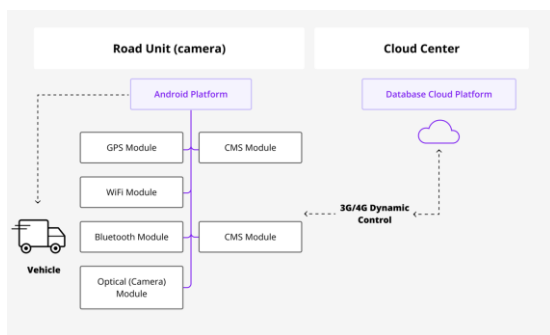 Road Unit (camera)
Cloud Center
Android Platform
Database Cloud Platform
GPS Module
CMS Module
WiFi Module
3G/4G Dynamic
Control
Bluetooth Module
CMS Module
Vehicle
Optical (Camera)
Module